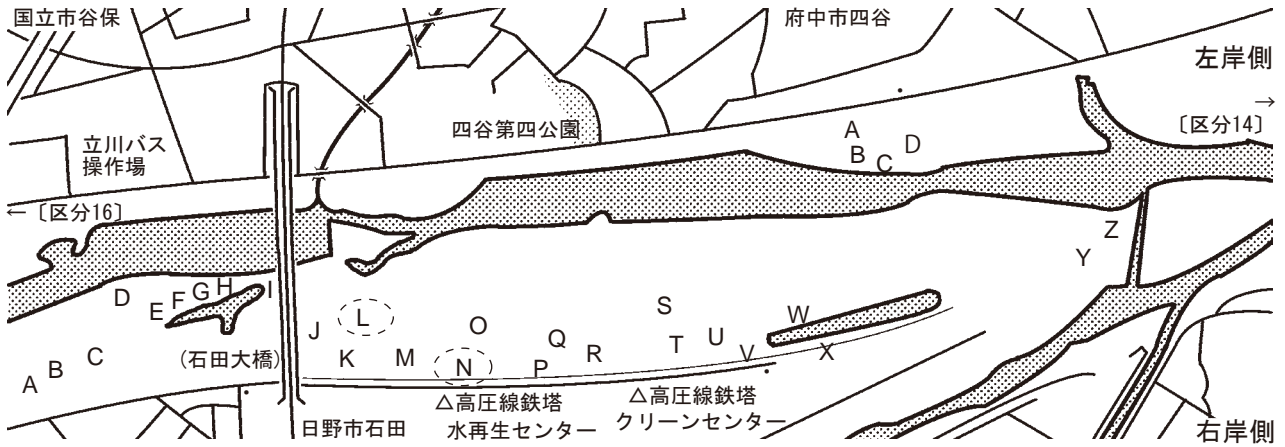 国立市谷保
府中市四谷
左岸側
→
〔区分14〕
立川バス
操作場
四谷第四公園
A
B
C
D
←〔区分16〕
Z
Y
D
E
F
G
H
I
J
L
K
M
N
O
P
Q
R
S
T
U
V
W
X
A
B
C
(石田大橋)
日野市石田
△高圧線鉄塔
水再生センター
△高圧線鉄塔
クリーンセンター
右岸側